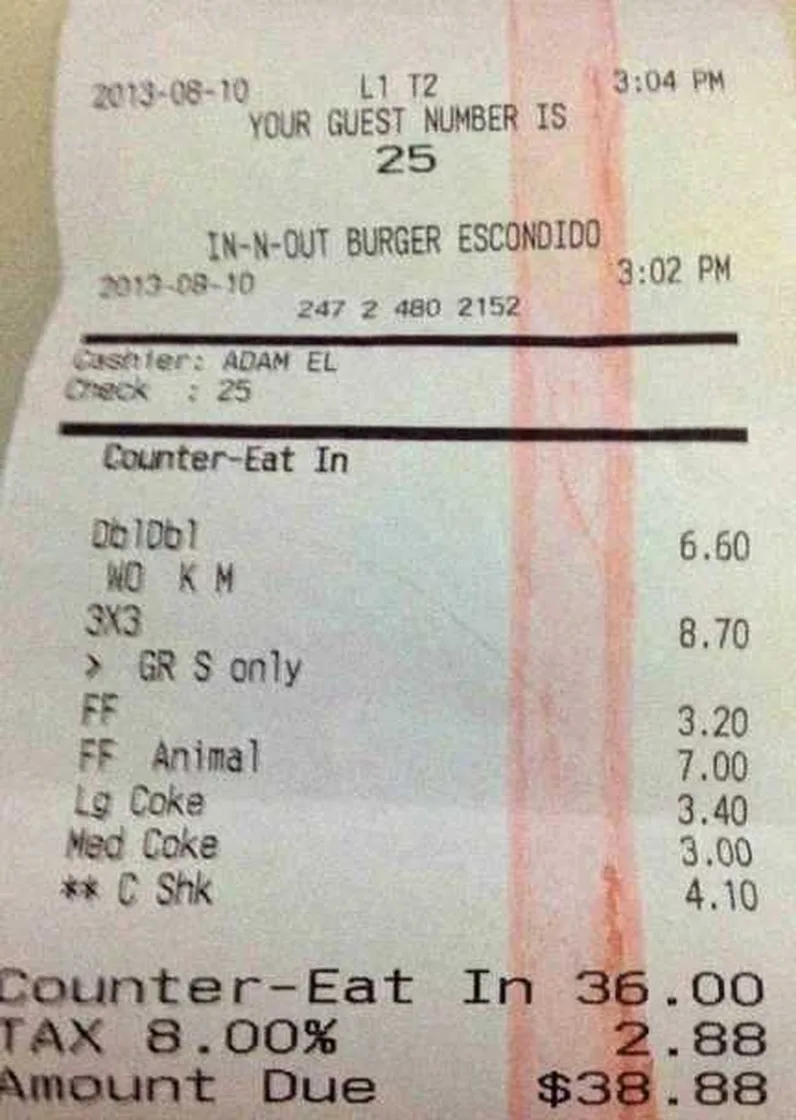 2013-08-10 L1 T2 3:04 PM
YOUR GUEST NUMBER IS
25
IN-N-OUT BURGER ESCONDIDO
2013-08-10 3:02 PM
247 2 480 2152
Cashier: ADAM EL
Check : 25
Counter-Eat In
DblDbl 6.60
WO K M
3X3 8.70
> GR S only
FF 3.20
FF Animal 7.00
Lg Coke 3.40
Med Coke 3.00
** C Shk 4.10
Counter-Eat In 36.00
TAX 8.00% 2.88
Amount Due $38.88